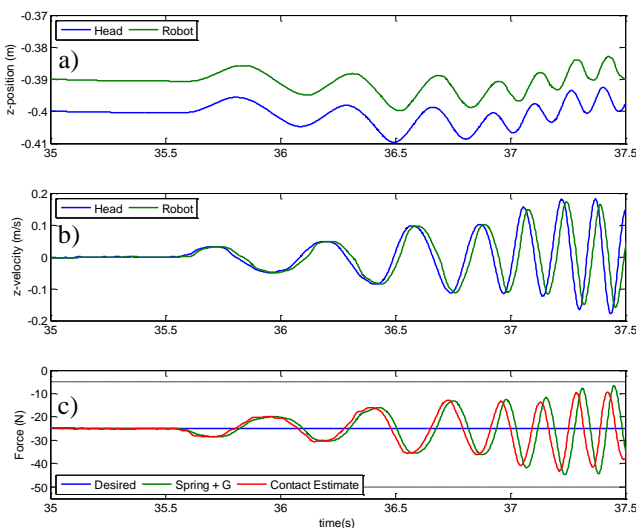 -0.37
-0.38
-0.39
-0.4
-0.41
z-position (m)
a)
Head Robot
35 35.5 36 36.5 37 37.5
0.2
0.1
0
-0.1
-0.2
z-velocity (m/s)
b)
Head Robot
35 35.5 36 36.5 37 37.5
0
-10
-20
-30
-40
-50
Force (N)
c)
Desired Spring + G Contact Estimate
35 35.5 36 36.5 37 37.5
time(s)